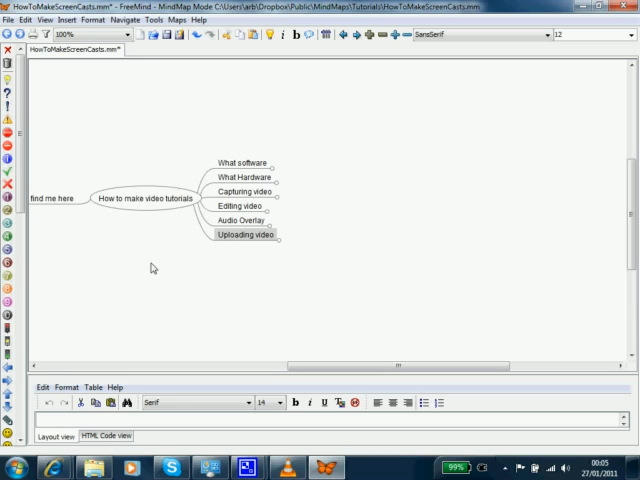 HowToMakeScreenCasts.mm* - FreeMind - MindMap Mode C:\Users\arb\Dropbox\Public\MindMaps\Tutorials\HowToMakeScreenCasts.mm
File Edit View Insert Format Navigate Tools Maps Help
100%
SansSerif
12
HowToMakeScreenCasts.mm*
What software
What Hardware
Capturing video
Editing video
Audio Overlay
Uploading video
find me here
How to make video tutorials
Edit Format Table Help
Serif
14
b i U
Layout view HTML Code view
99%
00:05
27/01/2011